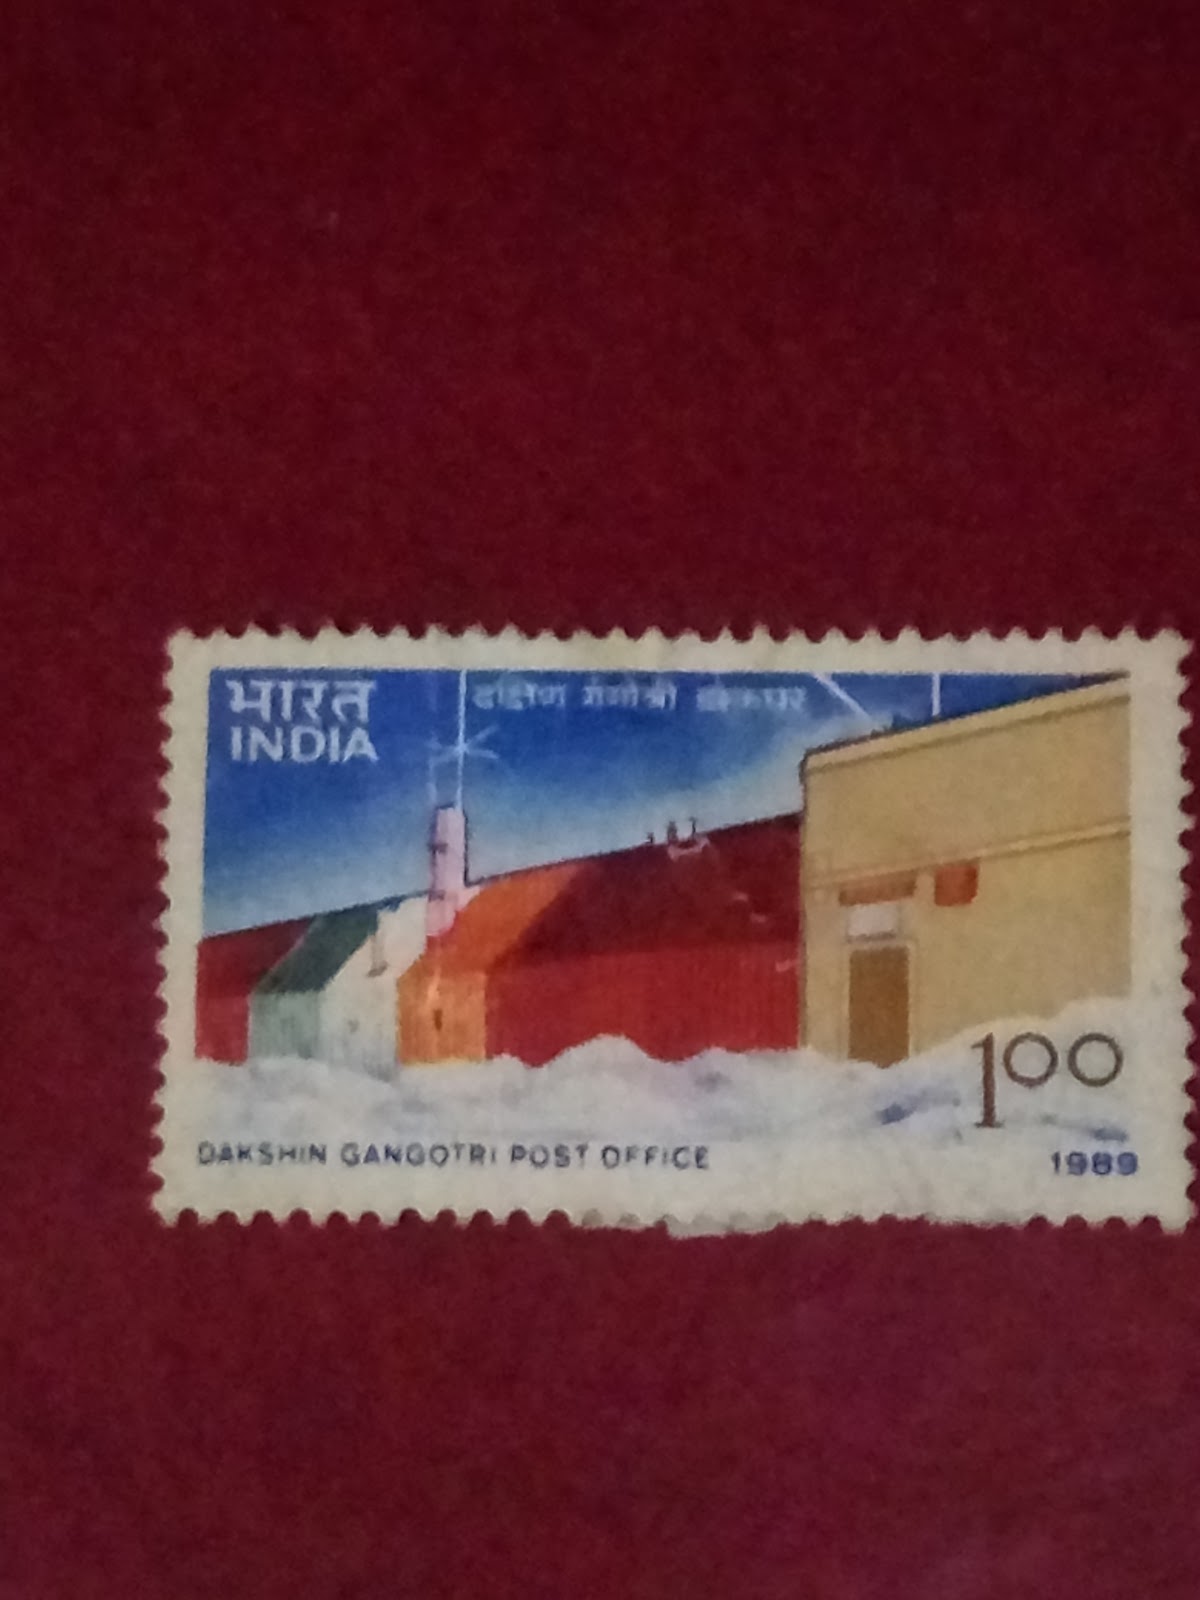 भारत
INDIA
दक्षिण गंगोत्री डाकघर
1.00
DAKSHIN GANGOTRI POST OFFICE
1989